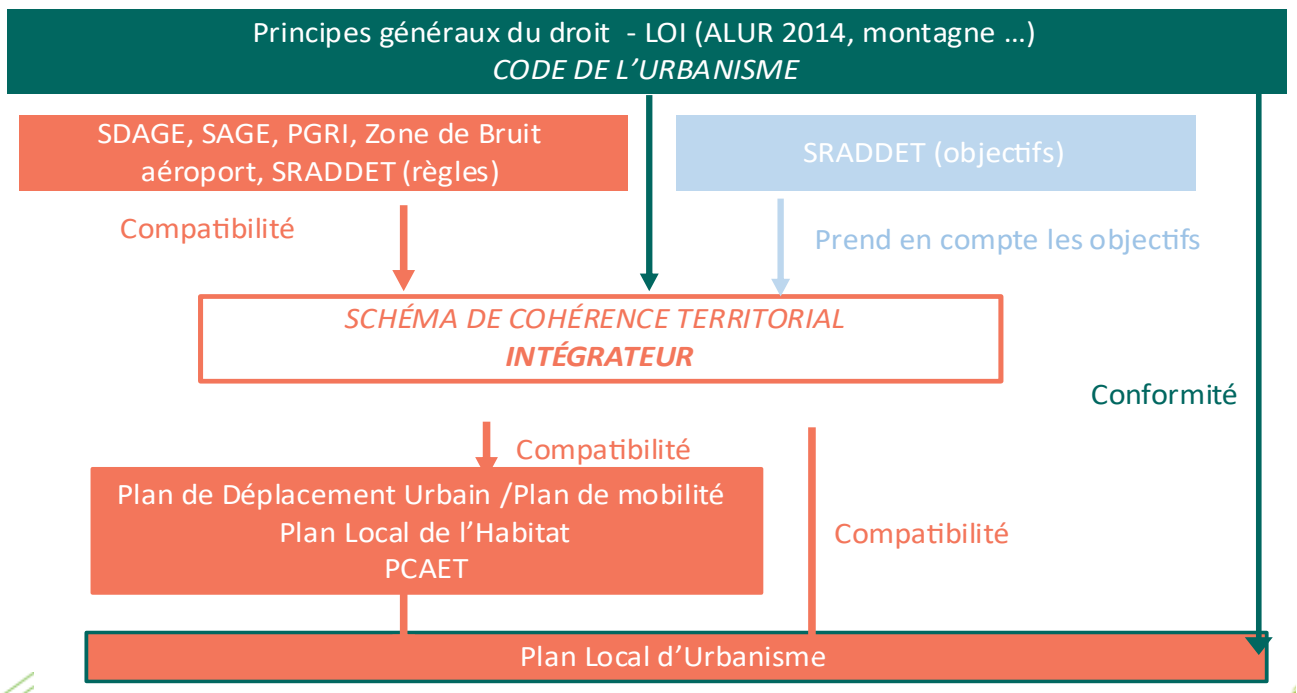 Principes généraux du droit - LOI (ALUR 2014, montagne ...)
CODE DE L'URBANISME
SDAGE, SAGE, PGRI, Zone de Bruit
aéroport, SRADDET (règles)
SRADDET (objectifs)
Compatibilité
Prend en compte les objectifs
SCHÉMA DE COHÉRENCE TERRITORIAL
INTÉGRATEUR
Conformité
Compatibilité
Plan de Déplacement Urbain /Plan de mobilité
Plan Local de l'Habitat
PCAET
Compatibilité
Plan Local d'Urbanisme